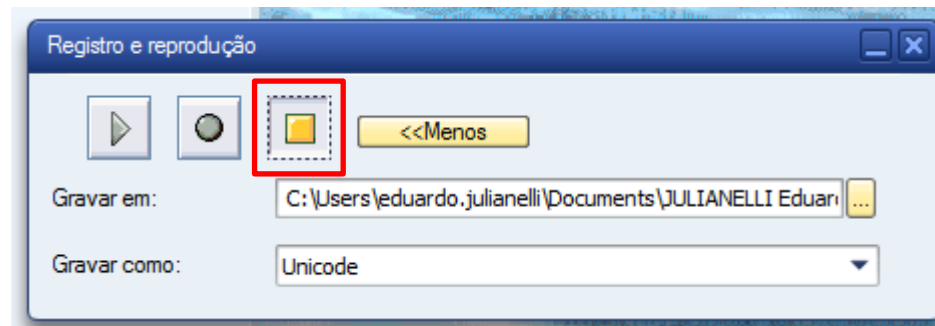 Registro e reprodução
<<Menos
Gravar em:
C:\Users\eduardo.julianelli\Documents\JULIANELLI Eduar
...
Gravar como:
Unicode